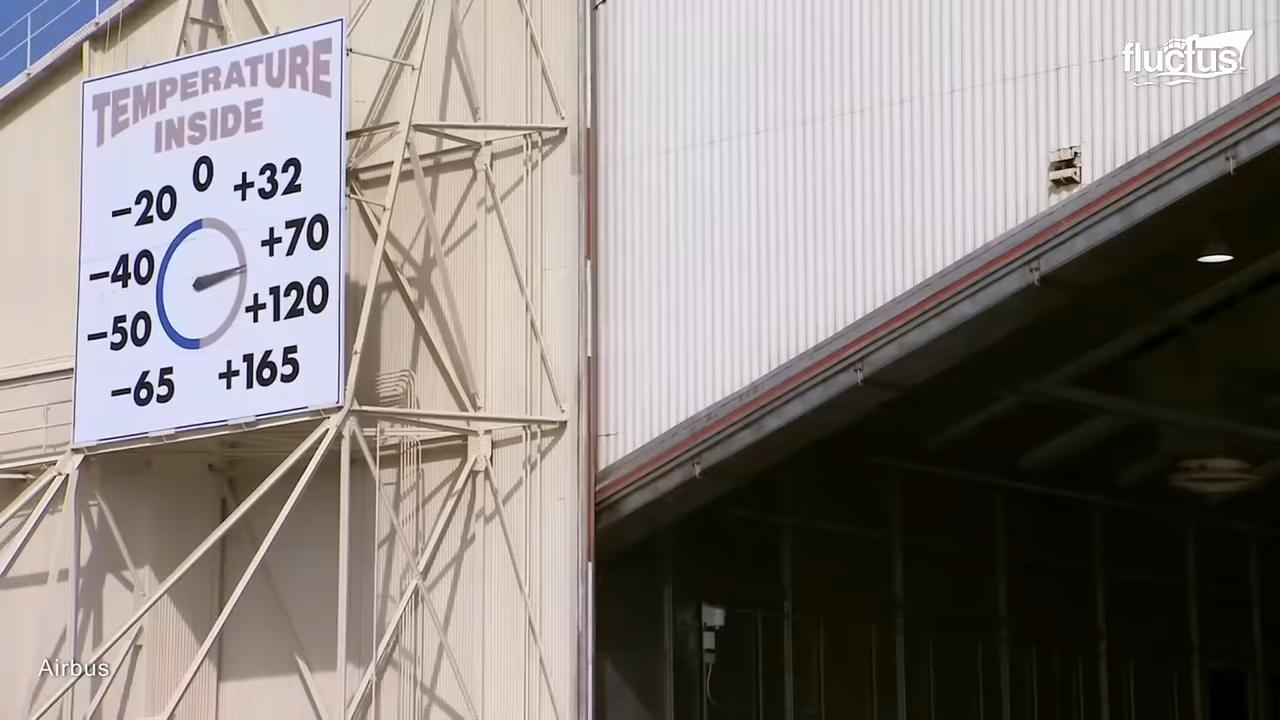 fluctus
TEMPERATURE
INSIDE
0
-20
+32
-40
+70
-50
+120
-65
+165
Airbus